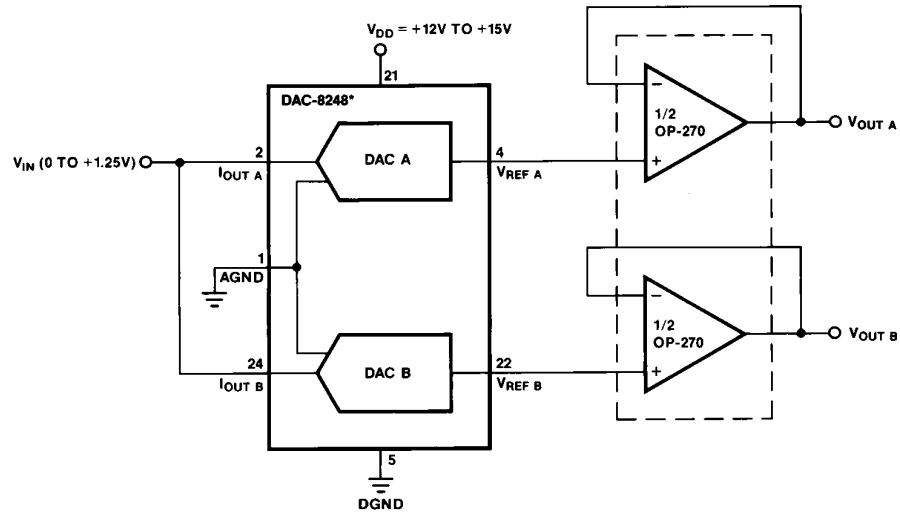 V_DD = +12V TO +15V
21
DAC-8248*
V_IN (0 TO +1.25V)
2
I_OUT A
DAC A
4
V_REF A
−
1/2
OP-270
+
V_OUT A
1
AGND
24
I_OUT B
DAC B
22
V_REF B
−
1/2
OP-270
+
V_OUT B
5
DGND